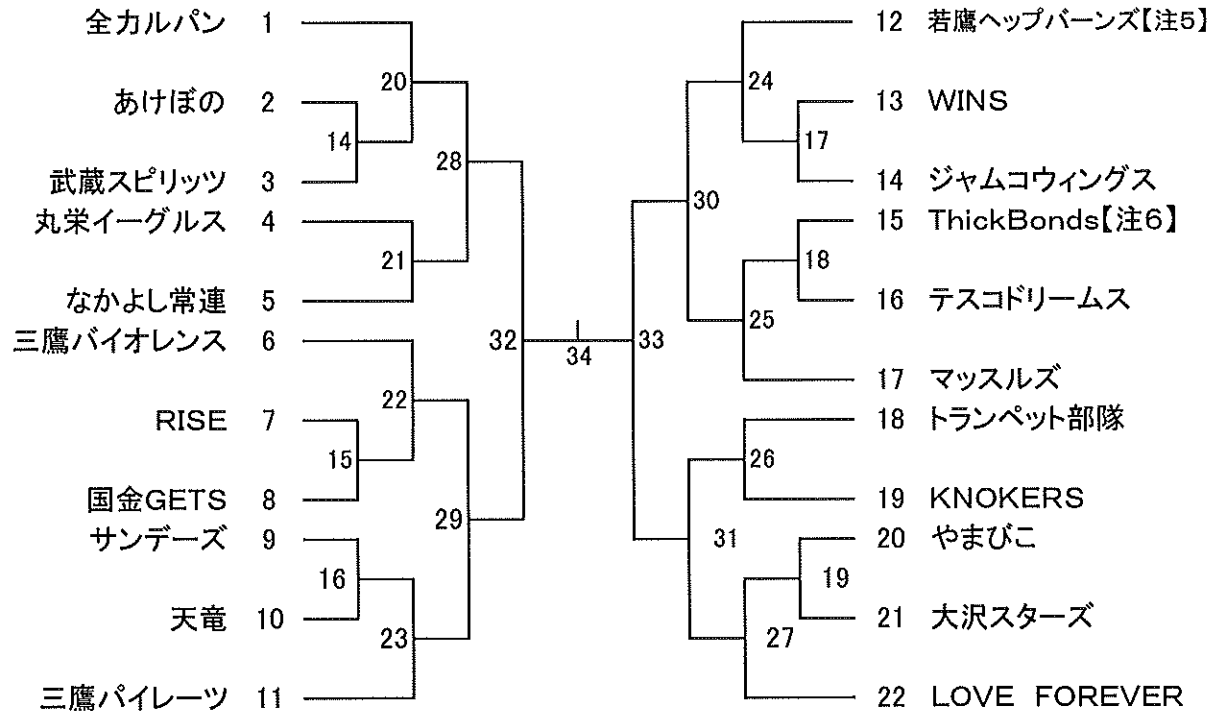 全カルパン 1
20
あけぼの 2
14
武蔵スピリッツ 3
28
丸栄イーグルス 4
21
なかよし常連 5
三鷹バイオレンス 6
32
22
RISE 7
15
国金GETS 8
29
サンデーズ 9
16
天竜 10
23
三鷹パイレーツ 11
34
12 若鷹ヘップバーンズ【注5】
24
13 WINS
17
14 ジャムコウィングス
30
15 ThickBonds【注6】
18
16 テスコドリームス
25
33
17 マッスルズ
18 トランペット部隊
26
19 KNOKERS
31
20 やまびこ
19
21 大沢スターズ
27
22 LOVE FOREVER